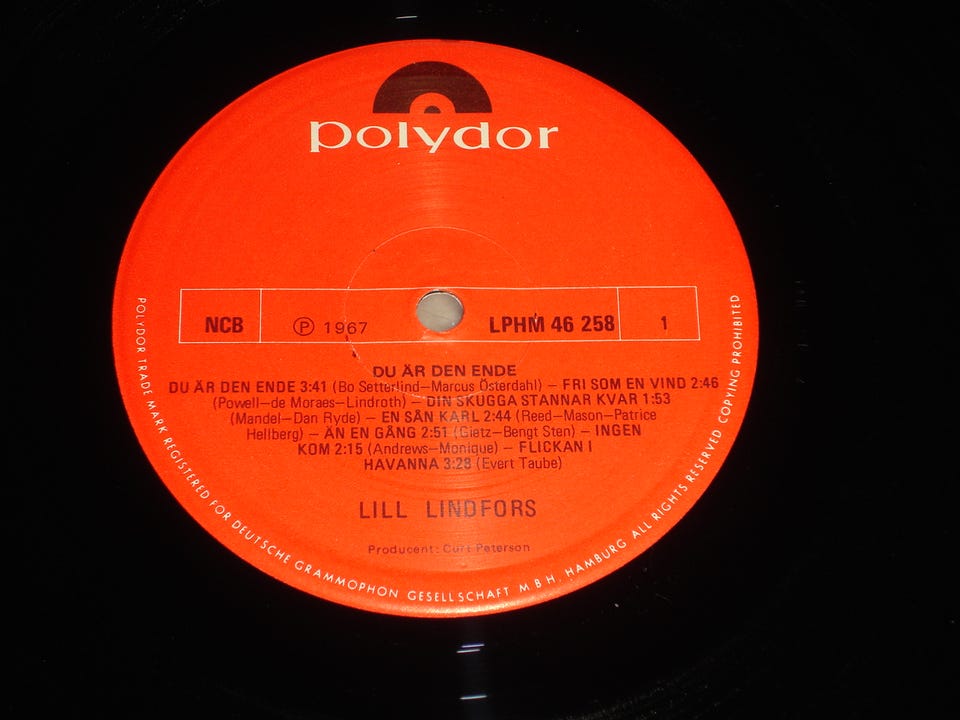 polydor
NCB ℗ 1967 LPHM 46 258 1
DU ÄR DEN ENDE
DU ÄR DEN ENDE 3:41 (Bo Setterlind—Marcus Österdahl) — FRI SOM EN VIND 2:46
(Powell—de Moraes—Lindroth) — DIN SKUGGA STANNAR KVAR 1:53
(Mandel—Dan Ryde) — EN SÅN KARL 2:44 (Reed—Mason—Patrice
Hellberg) — ÄN EN GÅNG 2:51 (Gietz—Bengt Sten) — INGEN
KOM 2:15 (Andrews—Monique) — FLICKAN I
HAVANNA 3:28 (Evert Taube)
LILL LINDFORS
Producent: Curt Peterson
POLYDOR TRADE MARK REGISTERED FOR DEUTSCHE GRAMMOPHON GESELLSCHAFT M B H, HAMBURG ALL RIGHTS RESERVED COPYING PROHIBITED